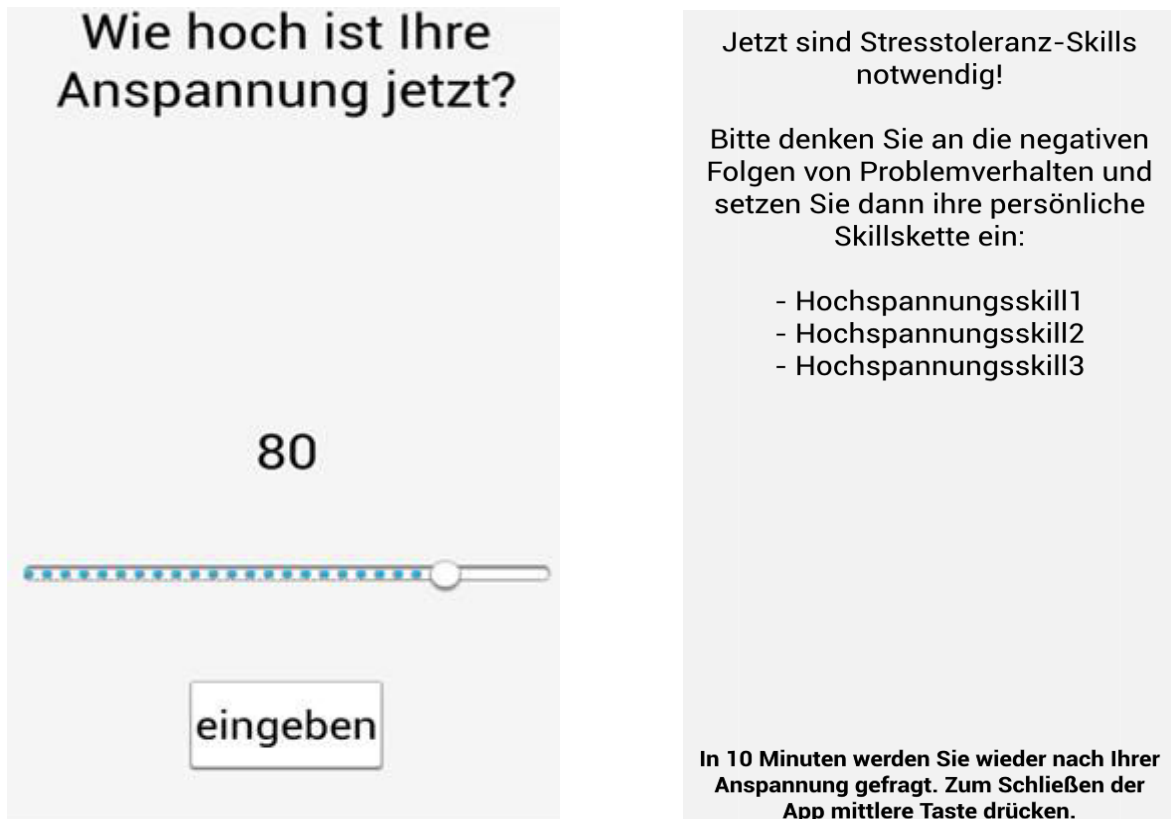 Wie hoch ist Ihre
Anspannung jetzt?
80
eingeben
Jetzt sind Stresstoleranz-Skills
notwendig!
Bitte denken Sie an die negativen
Folgen von Problemverhalten und
setzen Sie dann ihre persönliche
Skillskette ein:
- Hochspannungsskill1
- Hochspannungsskill2
- Hochspannungsskill3
In 10 Minuten werden Sie wieder nach Ihrer
Anspannung gefragt. Zum Schließen der
App mittlere Taste drücken.